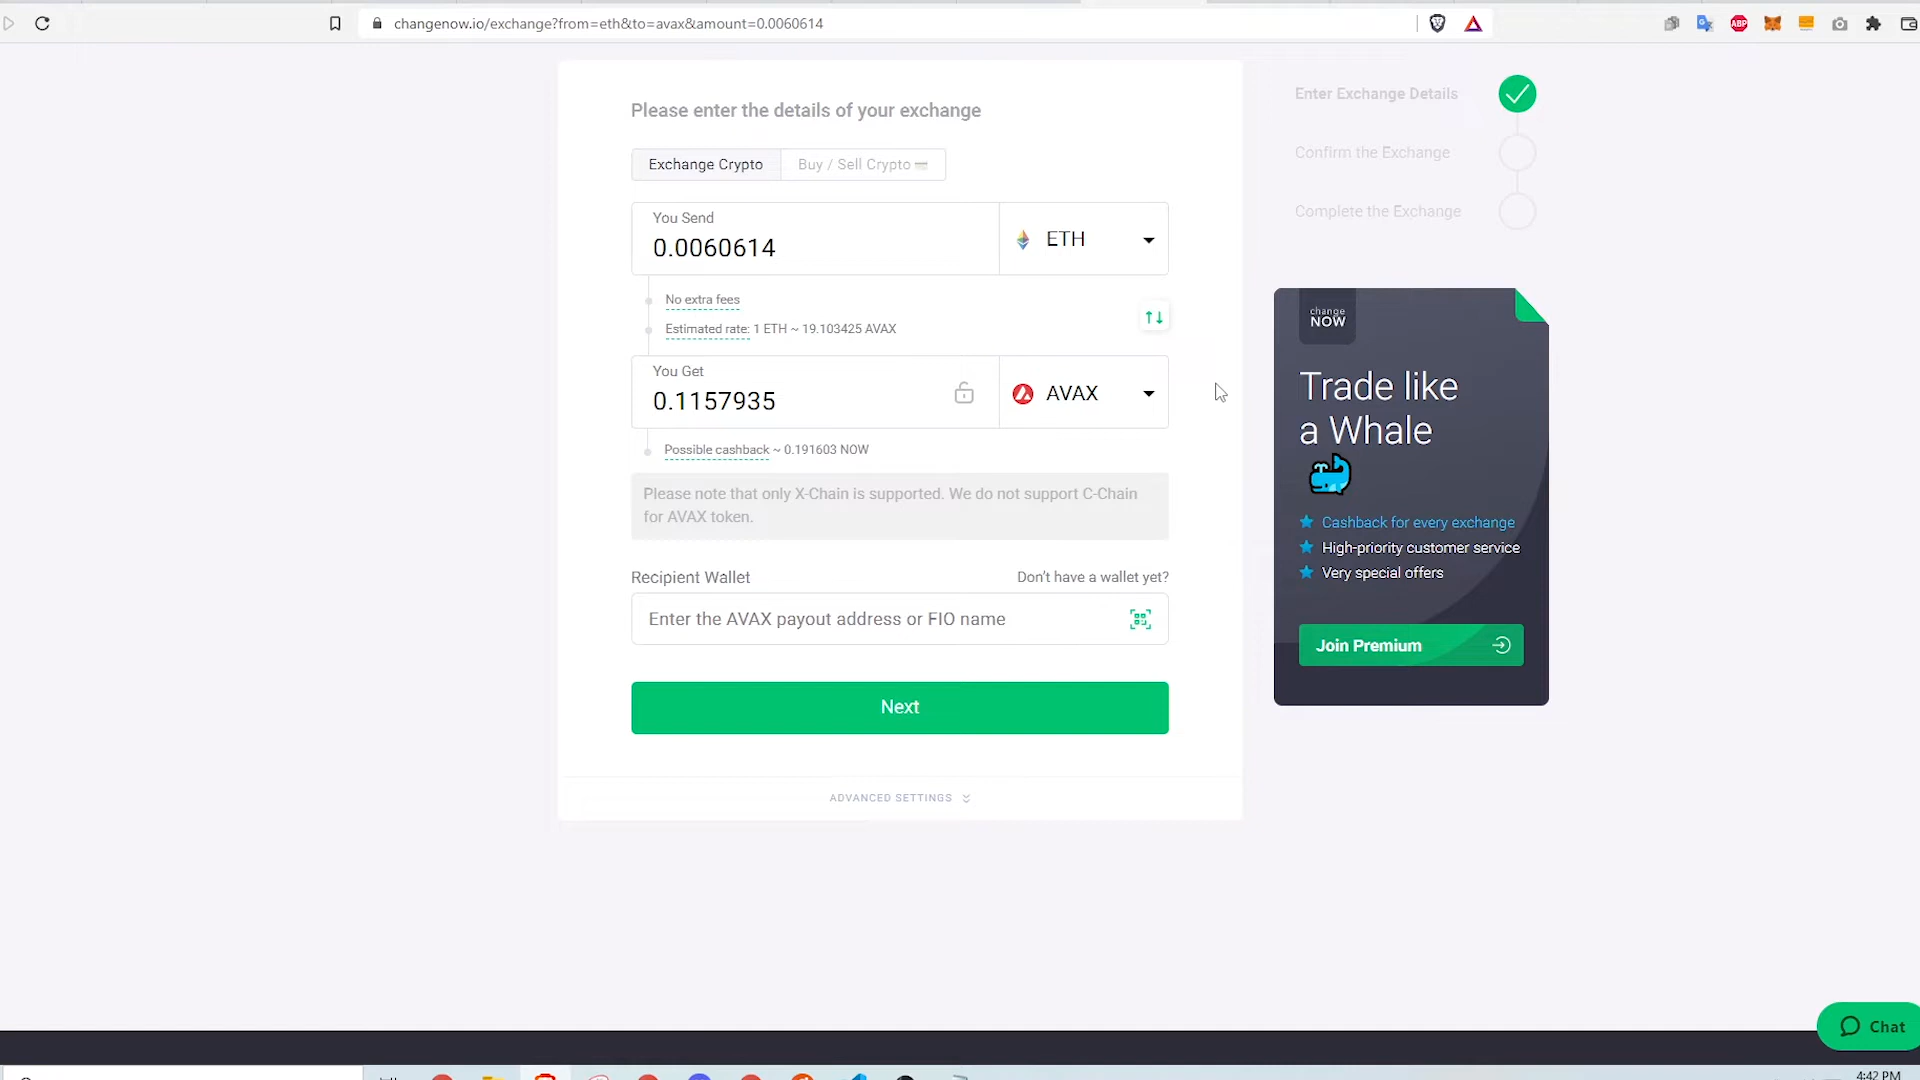 changenow.io/exchange?from=eth&to=avax&amount=0.0060614
ABP
Please enter the details of your exchange
Exchange Crypto
Buy / Sell Crypto
You Send
0.0060614
ETH
No extra fees
Estimated rate: 1 ETH ~ 19.103425 AVAX
You Get
0.1157935
AVAX
Possible cashback ~ 0.191603 NOW
Please note that only X-Chain is supported. We do not support C-Chain
for AVAX token.
Recipient Wallet
Don't have a wallet yet?
Enter the AVAX payout address or FIO name
Next
ADVANCED SETTINGS
Enter Exchange Details
Confirm the Exchange
Complete the Exchange
change
NOW
Trade like
a Whale
Cashback for every exchange
High-priority customer service
Very special offers
Join Premium
Chat
4:42 PM